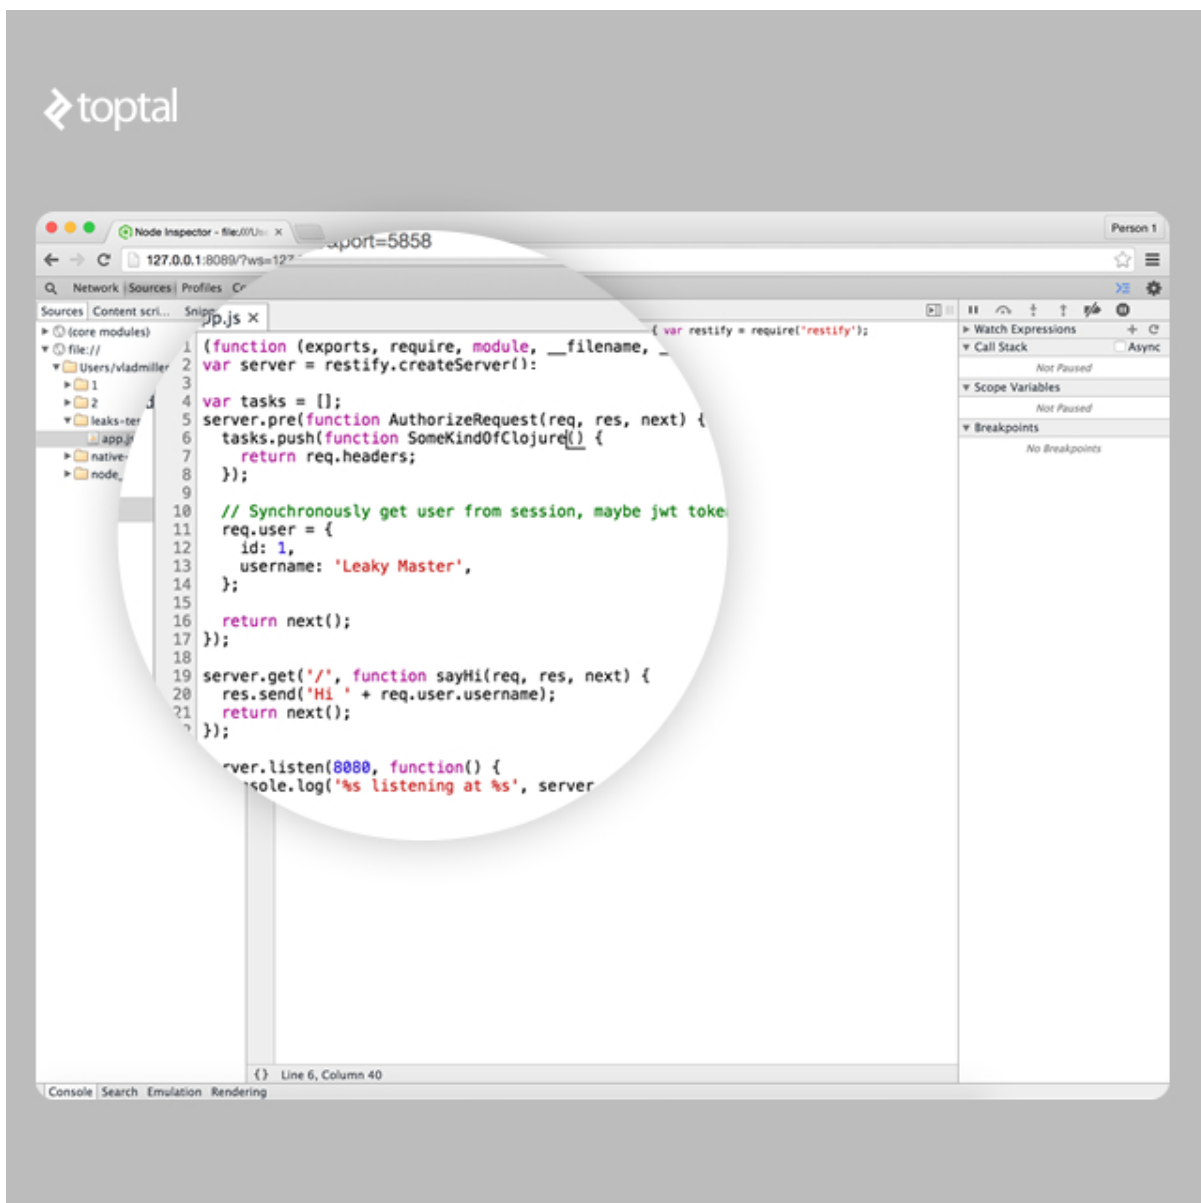 toptal
Node Inspector - file:///Us
Person 1
port=5858
127.0.0.1:8089/?ws=127
Network Sources Profiles
Sources Content scri...
pp.js ×
{ var restify = require('restify');
Watch Expressions
(core modules)
1 (function (exports, require, module, __filename, _
Call Stack Async
file://
2 var server = restify.createServer();
Users/vladmiller
Not Paused
3
1
Scope Variables
2
4 var tasks = [];
Not Paused
leaks-te
5 server.pre(function AuthorizeRequest(req, res, next) {
Breakpoints
app.j
6 tasks.push(function SomeKindOfClojure() {
No Breakpoints
native-
7 return req.headers;
node_
8 });
9
10 // Synchronously get user from session, maybe jwt toke
11 req.user = {
12 id: 1,
13 username: 'Leaky Master',
14 };
15
16 return next();
17 });
18
19 server.get('/', function sayHi(req, res, next) {
20 res.send('Hi ' + req.user.username);
21 return next();
});
rver.listen(8080, function() {
sole.log('%s listening at %s', server
{} Line 6, Column 40
Console Search Emulation Rendering